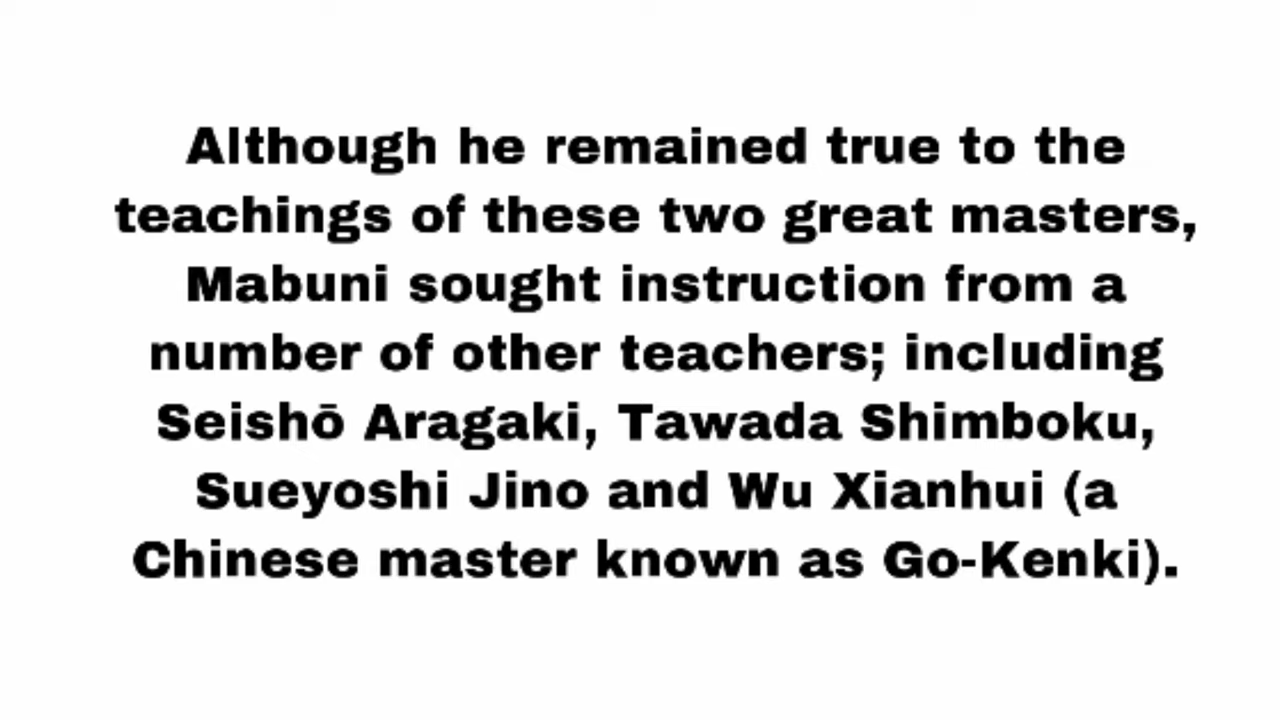 Although he remained true to the
teachings of these two great masters,
Mabuni sought instruction from a
number of other teachers; including
Seishō Aragaki, Tawada Shimboku,
Sueyoshi Jino and Wu Xianhui (a
Chinese master known as Go-Kenki).